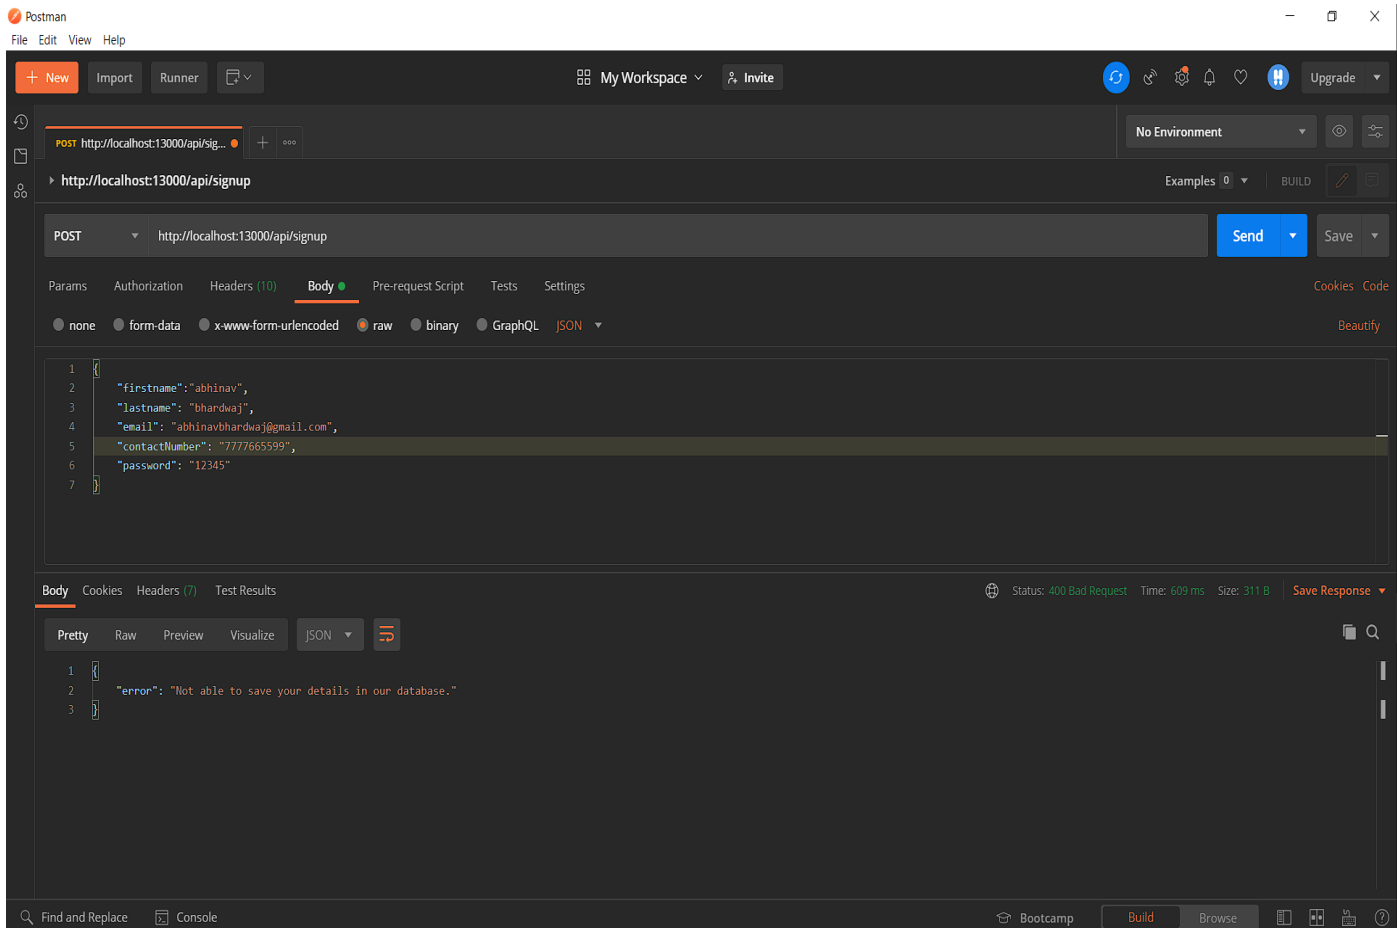 Postman
File Edit View Help
New Import Runner My Workspace Invite Upgrade
POST http://localhost:13000/api/sig... No Environment
http://localhost:13000/api/signup Examples 0 BUILD
POST http://localhost:13000/api/signup Send Save
Params Authorization Headers (10) Body Pre-request Script Tests Settings Cookies Code
none form-data x-www-form-urlencoded raw binary GraphQL JSON Beautify
1 {
2 "firstname":"abhinav",
3 "lastname": "bhardwaj",
4 "email": "abhinavbhardwaj@gmail.com",
5 "contactNumber": "7777665599",
6 "password": "12345"
7 }
Body Cookies Headers (7) Test Results Status: 400 Bad Request Time: 609 ms Size: 311 B Save Response
Pretty Raw Preview Visualize JSON
1 {
2 "error": "Not able to save your details in our database."
3 }
Find and Replace Console Bootcamp Build Browse